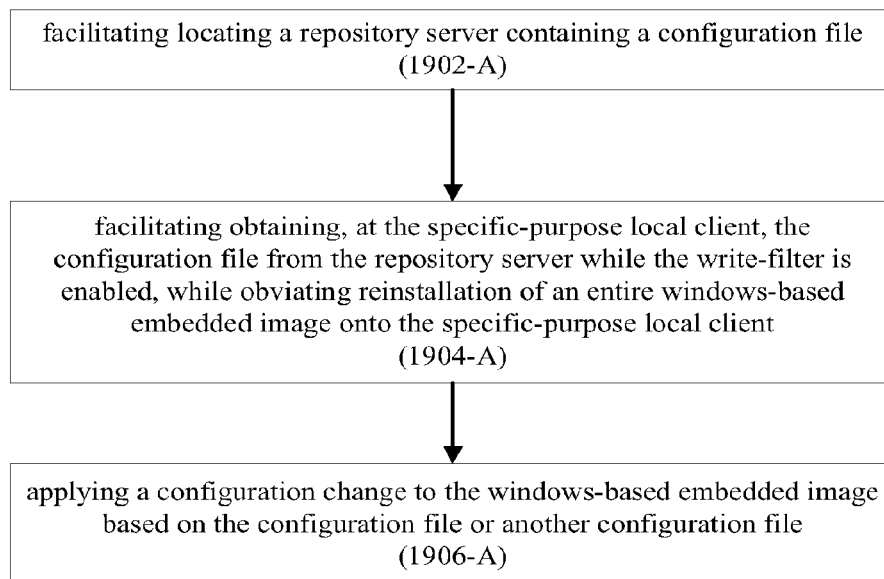 facilitating locating a repository server containing a configuration file
(1902-A)
facilitating obtaining, at the specific-purpose local client, the
configuration file from the repository server while the write-filter is
enabled, while obviating reinstallation of an entire windows-based
embedded image onto the specific-purpose local client
(1904-A)
applying a configuration change to the windows-based embedded image
based on the configuration file or another configuration file
(1906-A)